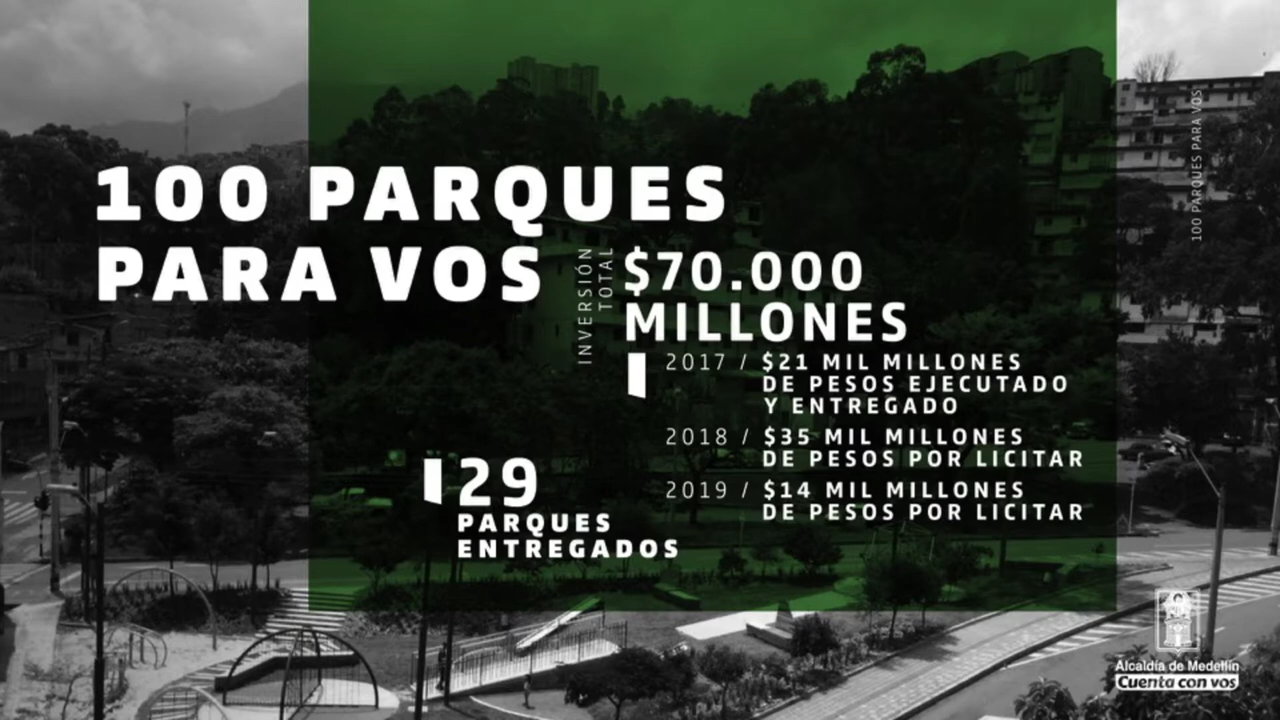 100 PARQUES
PARA VOS
INVERSIÓN
TOTAL
$70.000
MILLONES
2017 / $21 MIL MILLONES
DE PESOS EJECUTADO
Y ENTREGADO
2018 / $35 MIL MILLONES
DE PESOS POR LICITAR
2019 / $14 MIL MILLONES
DE PESOS POR LICITAR
29
PARQUES
ENTREGADOS
100 PARQUES PARA VOS
Alcaldía de Medellín
Cuenta con vos